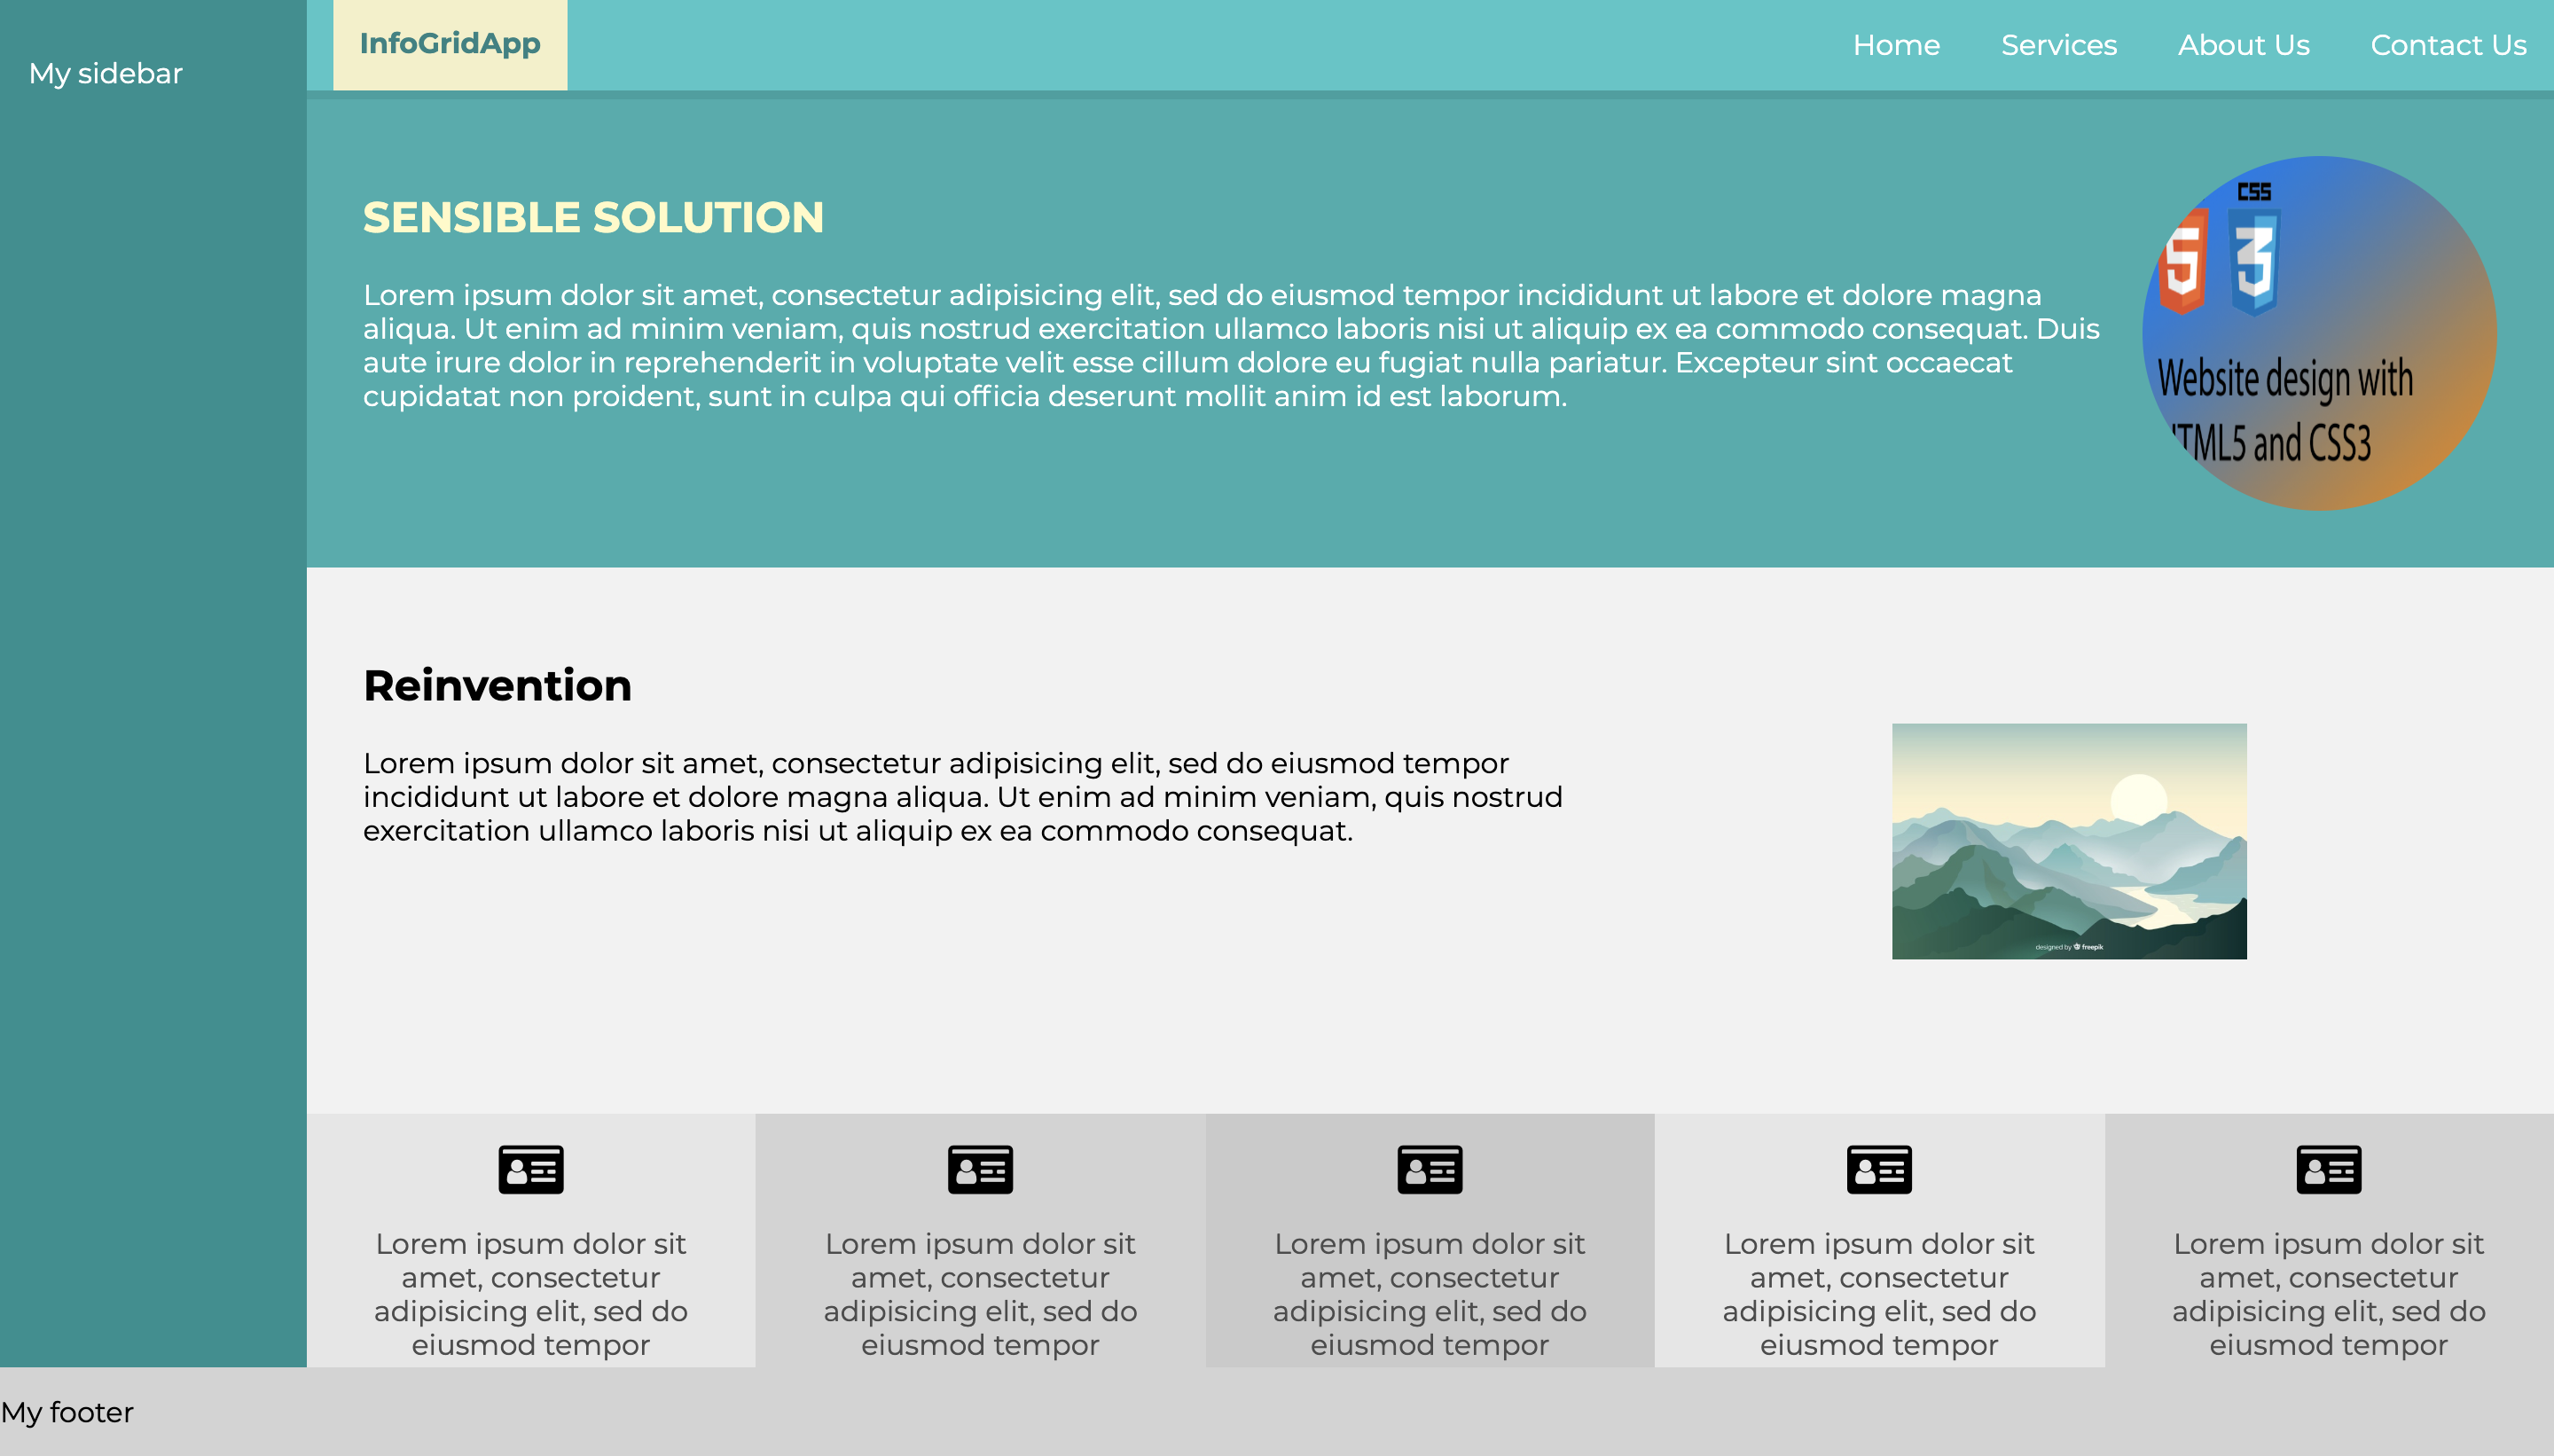 My sidebar
InfoGridApp
Home
Services
About Us
Contact Us
SENSIBLE SOLUTION
Lorem ipsum dolor sit amet, consectetur adipisicing elit, sed do eiusmod tempor incididunt ut labore et dolore magna
aliqua. Ut enim ad minim veniam, quis nostrud exercitation ullamco laboris nisi ut aliquip ex ea commodo consequat. Duis
aute irure dolor in reprehenderit in voluptate velit esse cillum dolore eu fugiat nulla pariatur. Excepteur sint occaecat
cupidatat non proident, sunt in culpa qui officia deserunt mollit anim id est laborum.
CSS
5
3
Website design with
TML5 and CSS3
Reinvention
Lorem ipsum dolor sit amet, consectetur adipisicing elit, sed do eiusmod tempor
incididunt ut labore et dolore magna aliqua. Ut enim ad minim veniam, quis nostrud
exercitation ullamco laboris nisi ut aliquip ex ea commodo consequat.
designed by freepik
Lorem ipsum dolor sit
amet, consectetur
adipisicing elit, sed do
eiusmod tempor
Lorem ipsum dolor sit
amet, consectetur
adipisicing elit, sed do
eiusmod tempor
Lorem ipsum dolor sit
amet, consectetur
adipisicing elit, sed do
eiusmod tempor
Lorem ipsum dolor sit
amet, consectetur
adipisicing elit, sed do
eiusmod tempor
Lorem ipsum dolor sit
amet, consectetur
adipisicing elit, sed do
eiusmod tempor
My footer